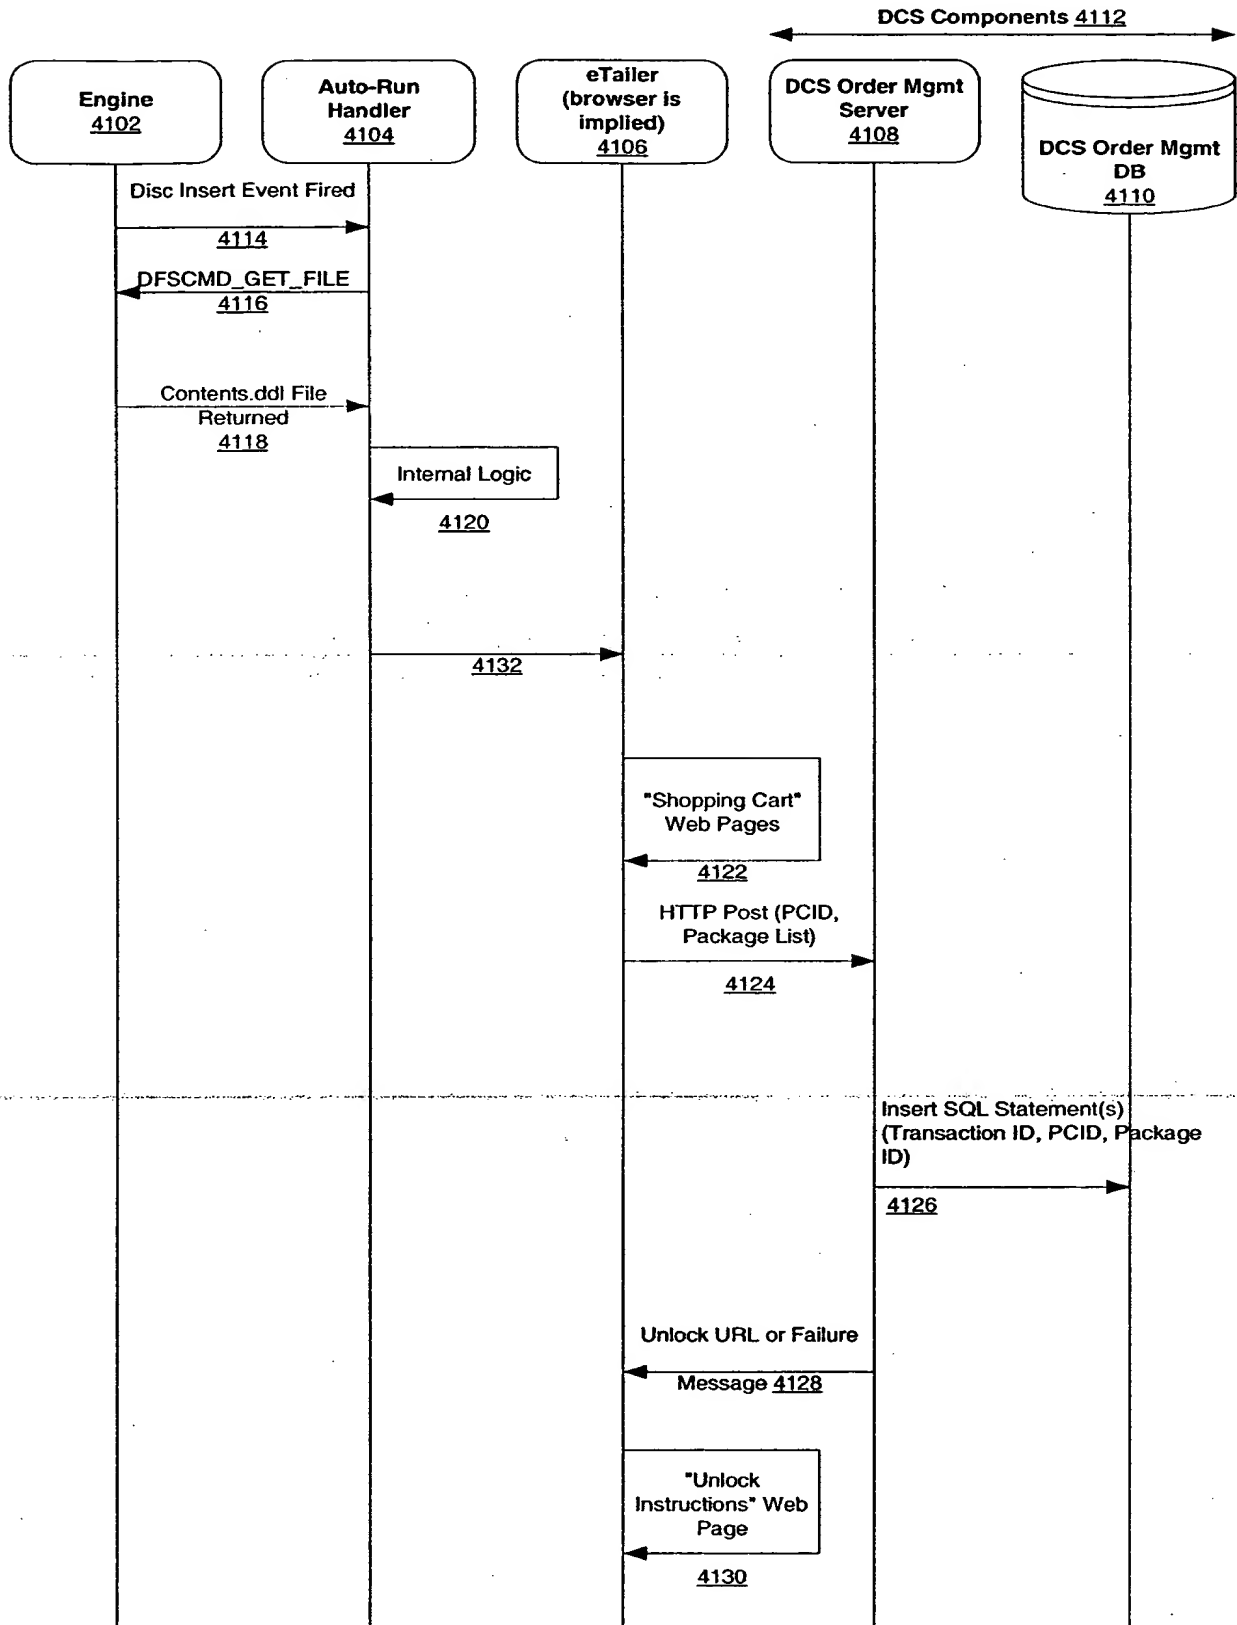 DCS Components 4112
Engine
4102
Auto-Run
Handler
4104
eTailer
(browser is
implied)
4106
DCS Order Mgmt
Server
4108
DCS Order Mgmt
DB
4110
Disc Insert Event Fired
4114
DFSCMD_GET_FILE
4116
Contents.ddl File
Returned
4118
Internal Logic
4120
4132
"Shopping Cart"
Web Pages
4122
HTTP Post (PCID,
Package List)
4124
Insert SQL Statement(s)
(Transaction ID, PCID, Package
ID)
4126
Unlock URL or Failure
Message 4128
"Unlock
Instructions" Web
Page
4130